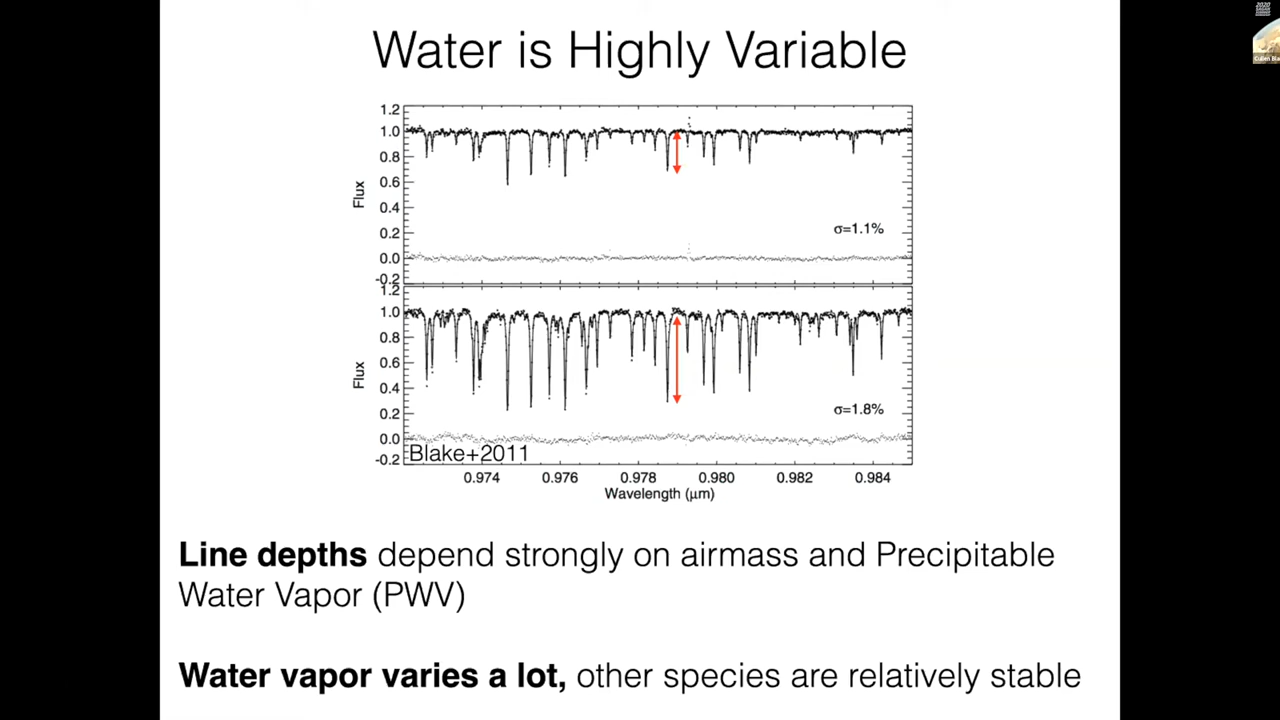 Water is Highly Variable
1.2
1.0
0.8
0.6
0.4
0.2
0.0
-0.2
Flux
σ=1.1%
1.2
1.0
0.8
0.6
0.4
0.2
0.0
-0.2
Flux
σ=1.8%
Blake+2011
0.974 0.976 0.978 0.980 0.982 0.984
Wavelength (μm)
Line depths depend strongly on airmass and Precipitable
Water Vapor (PWV)
Water vapor varies a lot, other species are relatively stable